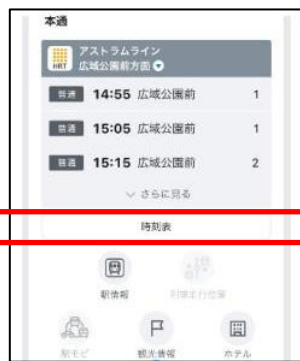 本通
アストラムライン
HRT 広域公園前方面
普通 14:55 広域公園前 1
普通 15:05 広域公園前 1
普通 15:15 広域公園前 2
さらに見る
時刻表
駅情報 列車走行位置
駅ナビ 観光情報 ホテル